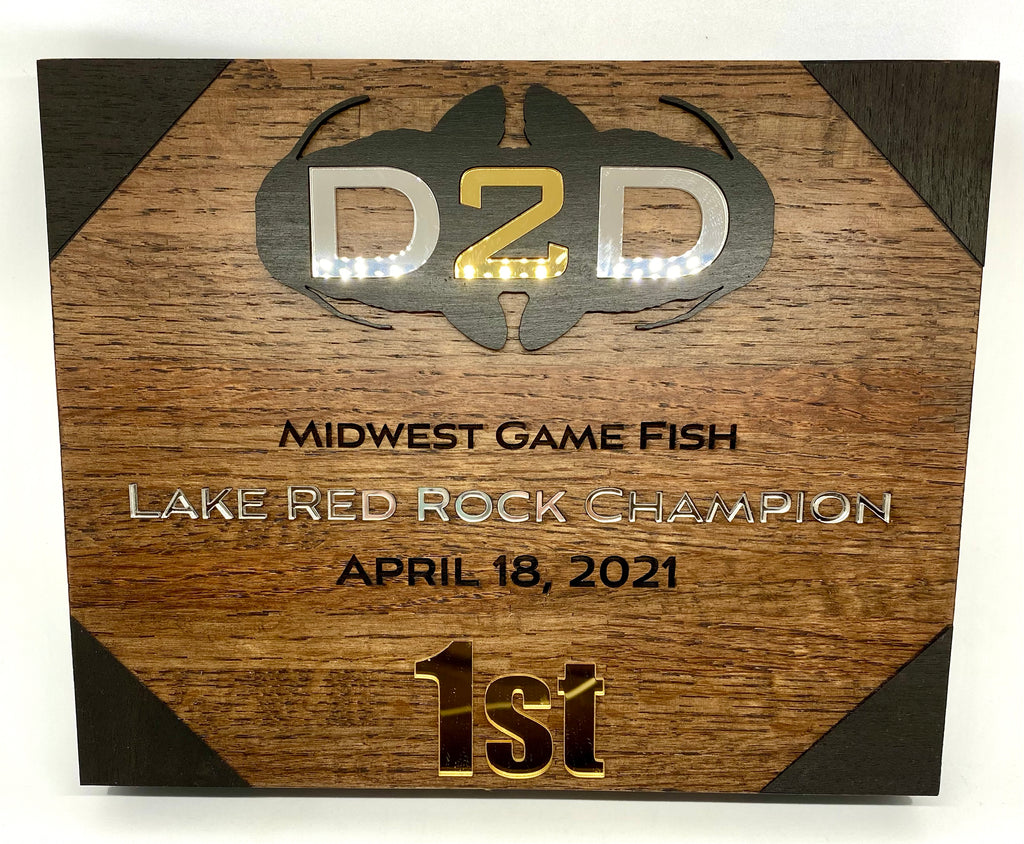 D2D
MIDWEST GAME FISH
LAKE RED ROCK CHAMPION
APRIL 18, 2021
1st